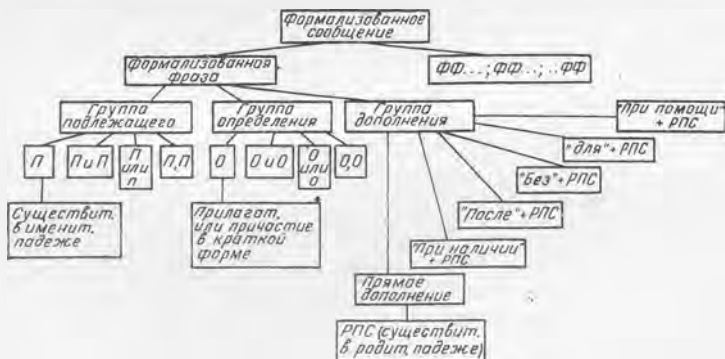 Формализованное
сообщение
Формализованная
фраза
ФФ...; ФФ...; ..ФФ
Группа
подлежащего
Группа
определения
Группа
дополнения
"При помощи"
+ РПС
П
П и П
П
или
П
П,П
О
О и О
О
или
О
О,О
"Для" + РПС
"Без" + РПС
"После" + РПС
"При наличии"
+ РПС
Существит.
в именит.
падеже
Прилагат.
или причастие
в краткой
форме
Прямое
дополнение
РПС (существит.
в родит. падеже)